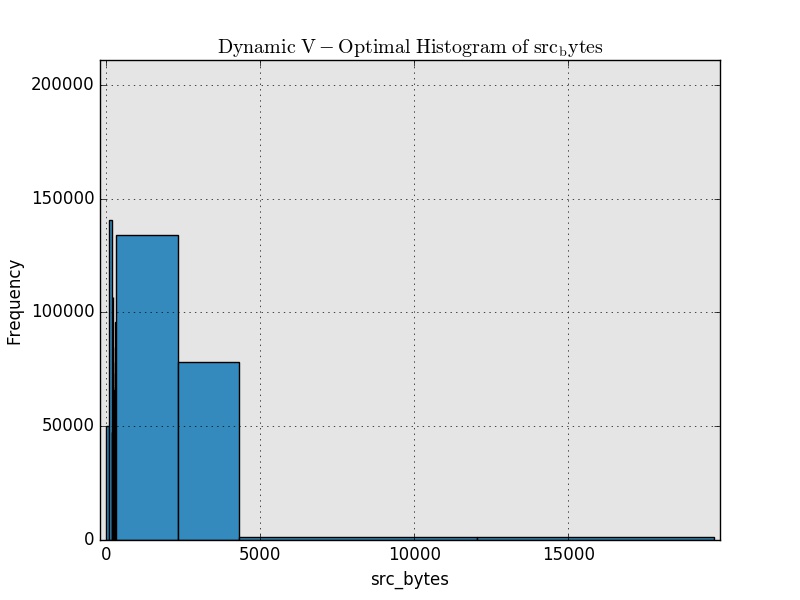 Dynamic V − Optimal Histogram of src_bytes
200000
150000
100000
50000
0
Frequency
0 5000 10000 15000
src_bytes